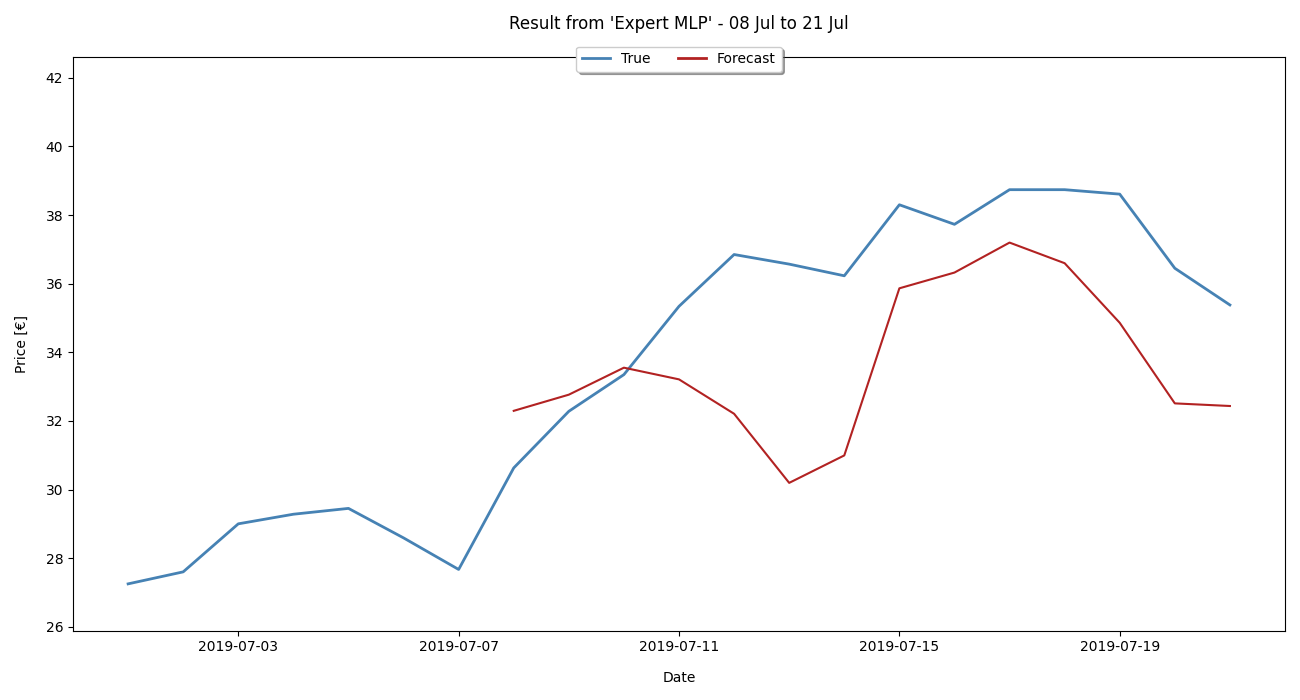 Result from 'Expert MLP' - 08 Jul to 21 Jul
True Forecast
42
40
38
36
34
32
30
28
26
Price [€]
2019-07-03 2019-07-07 2019-07-11 2019-07-15 2019-07-19
Date